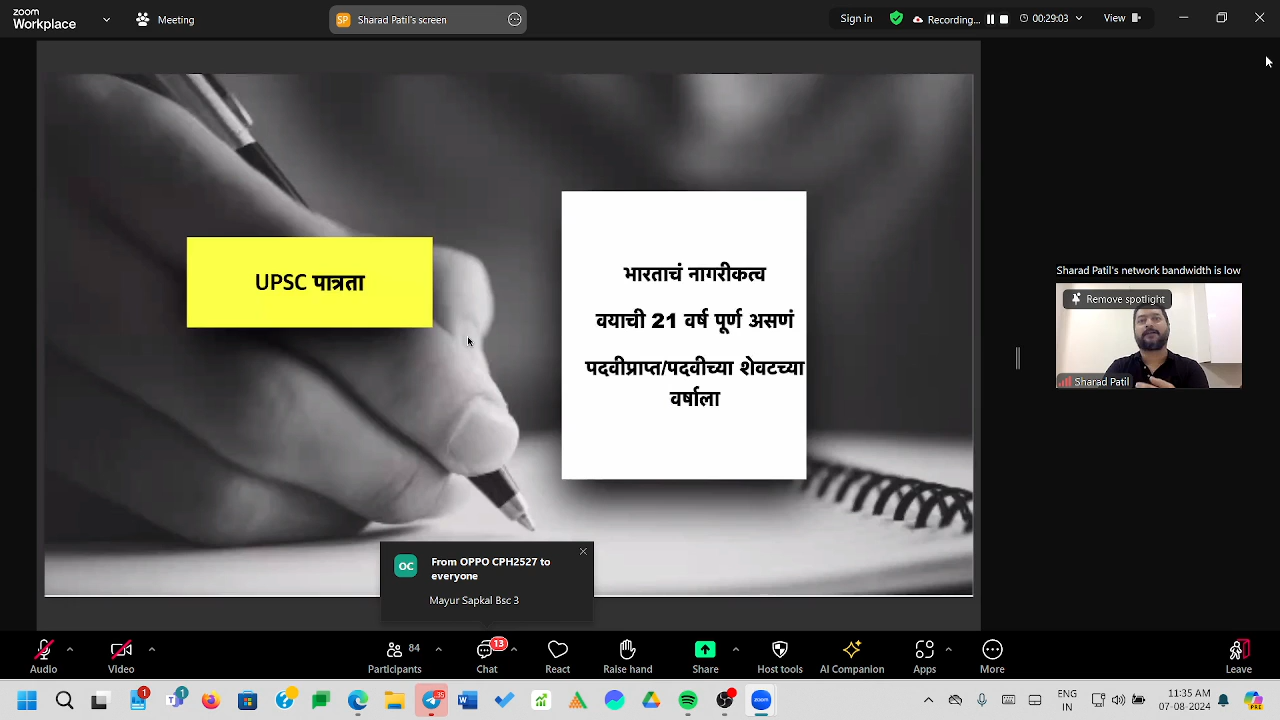 zoom
Workplace
Meeting
SP Sharad Patil's screen
Sign in
Recording...
00:29:03
View
UPSC पात्रता
भारताचं नागरीकत्व
वयाची 21 वर्ष पूर्ण असणं
पदवीप्राप्त/पदवीच्या शेवटच्या
वर्षाला
Sharad Patil's network bandwidth is low
Remove spotlight
Sharad Patil
OC
From OPPO CPH2527 to
everyone
Mayur Sapkal Bsc 3
Audio
Video
84
Participants
13
Chat
React
Raise hand
Share
Host tools
AI Companion
Apps
More
Leave
ENG
IN
11:35 AM
07-08-2024